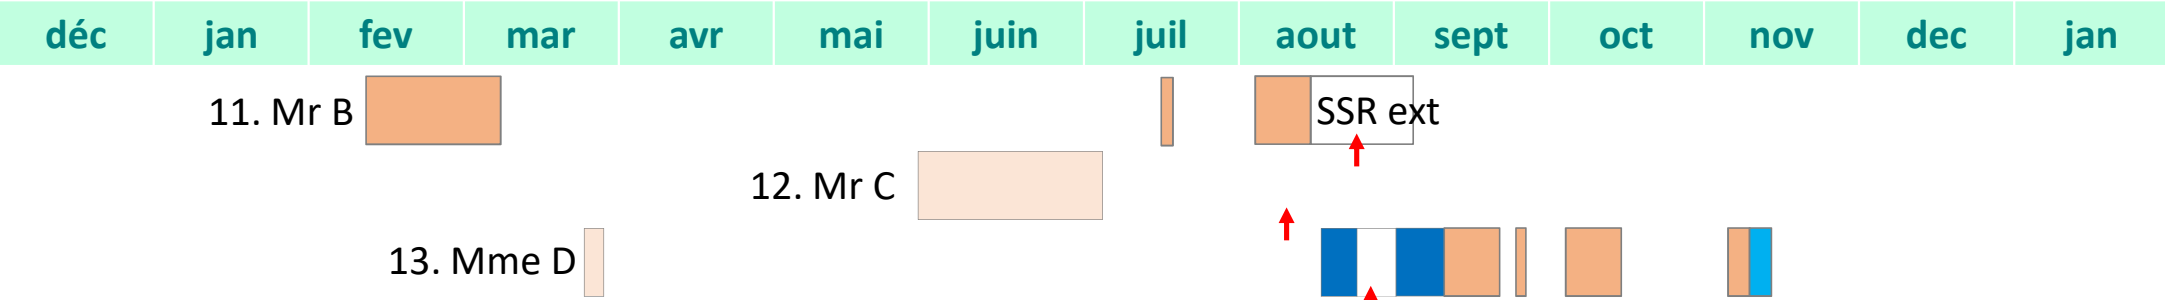 déc jan fev mar avr mai juin juil aout sept oct nov dec jan
11. Mr B SSR ext
12. Mr C
13. Mme D